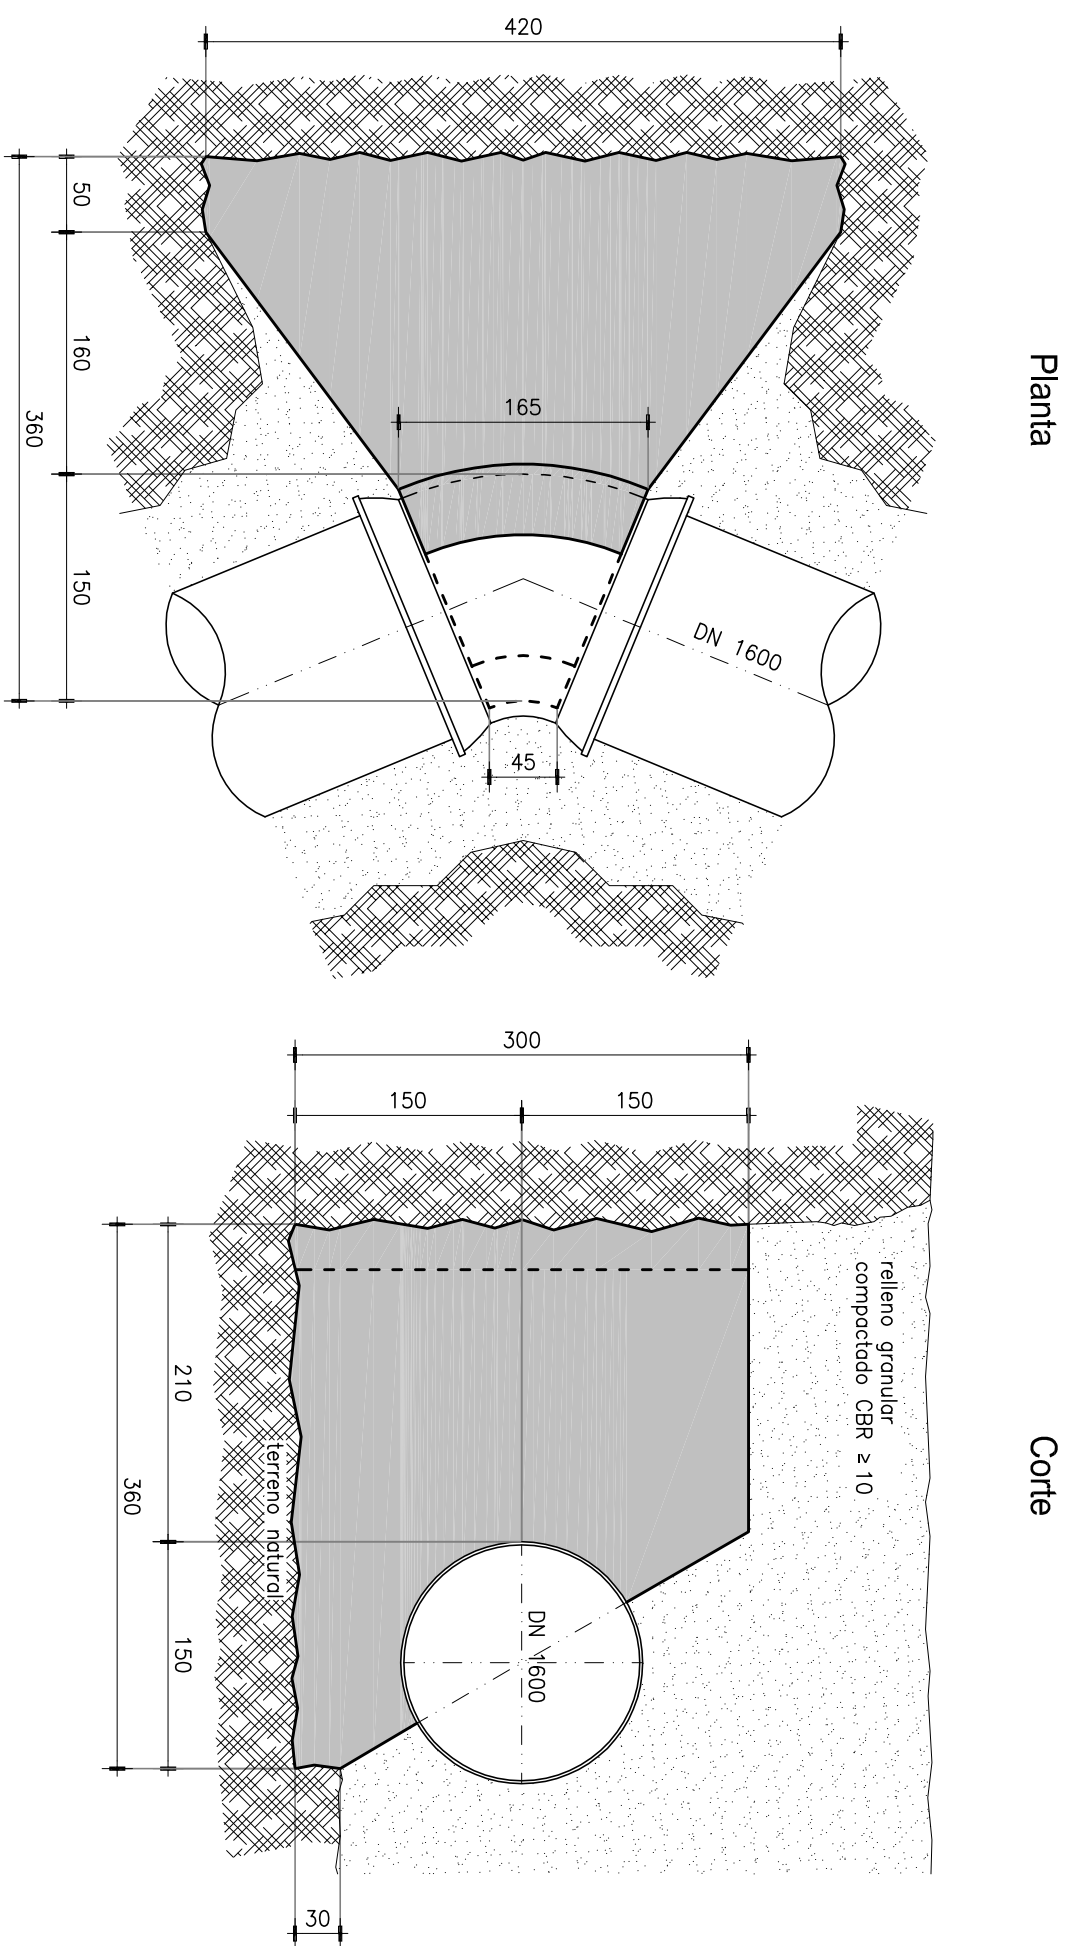 Planta
420
50
160
360
165
150
DN 1600
45
Corte
300
150
150
relleno granular
compactado CBR ≥ 10
210
360
terreno natural
150
DN 1600
30